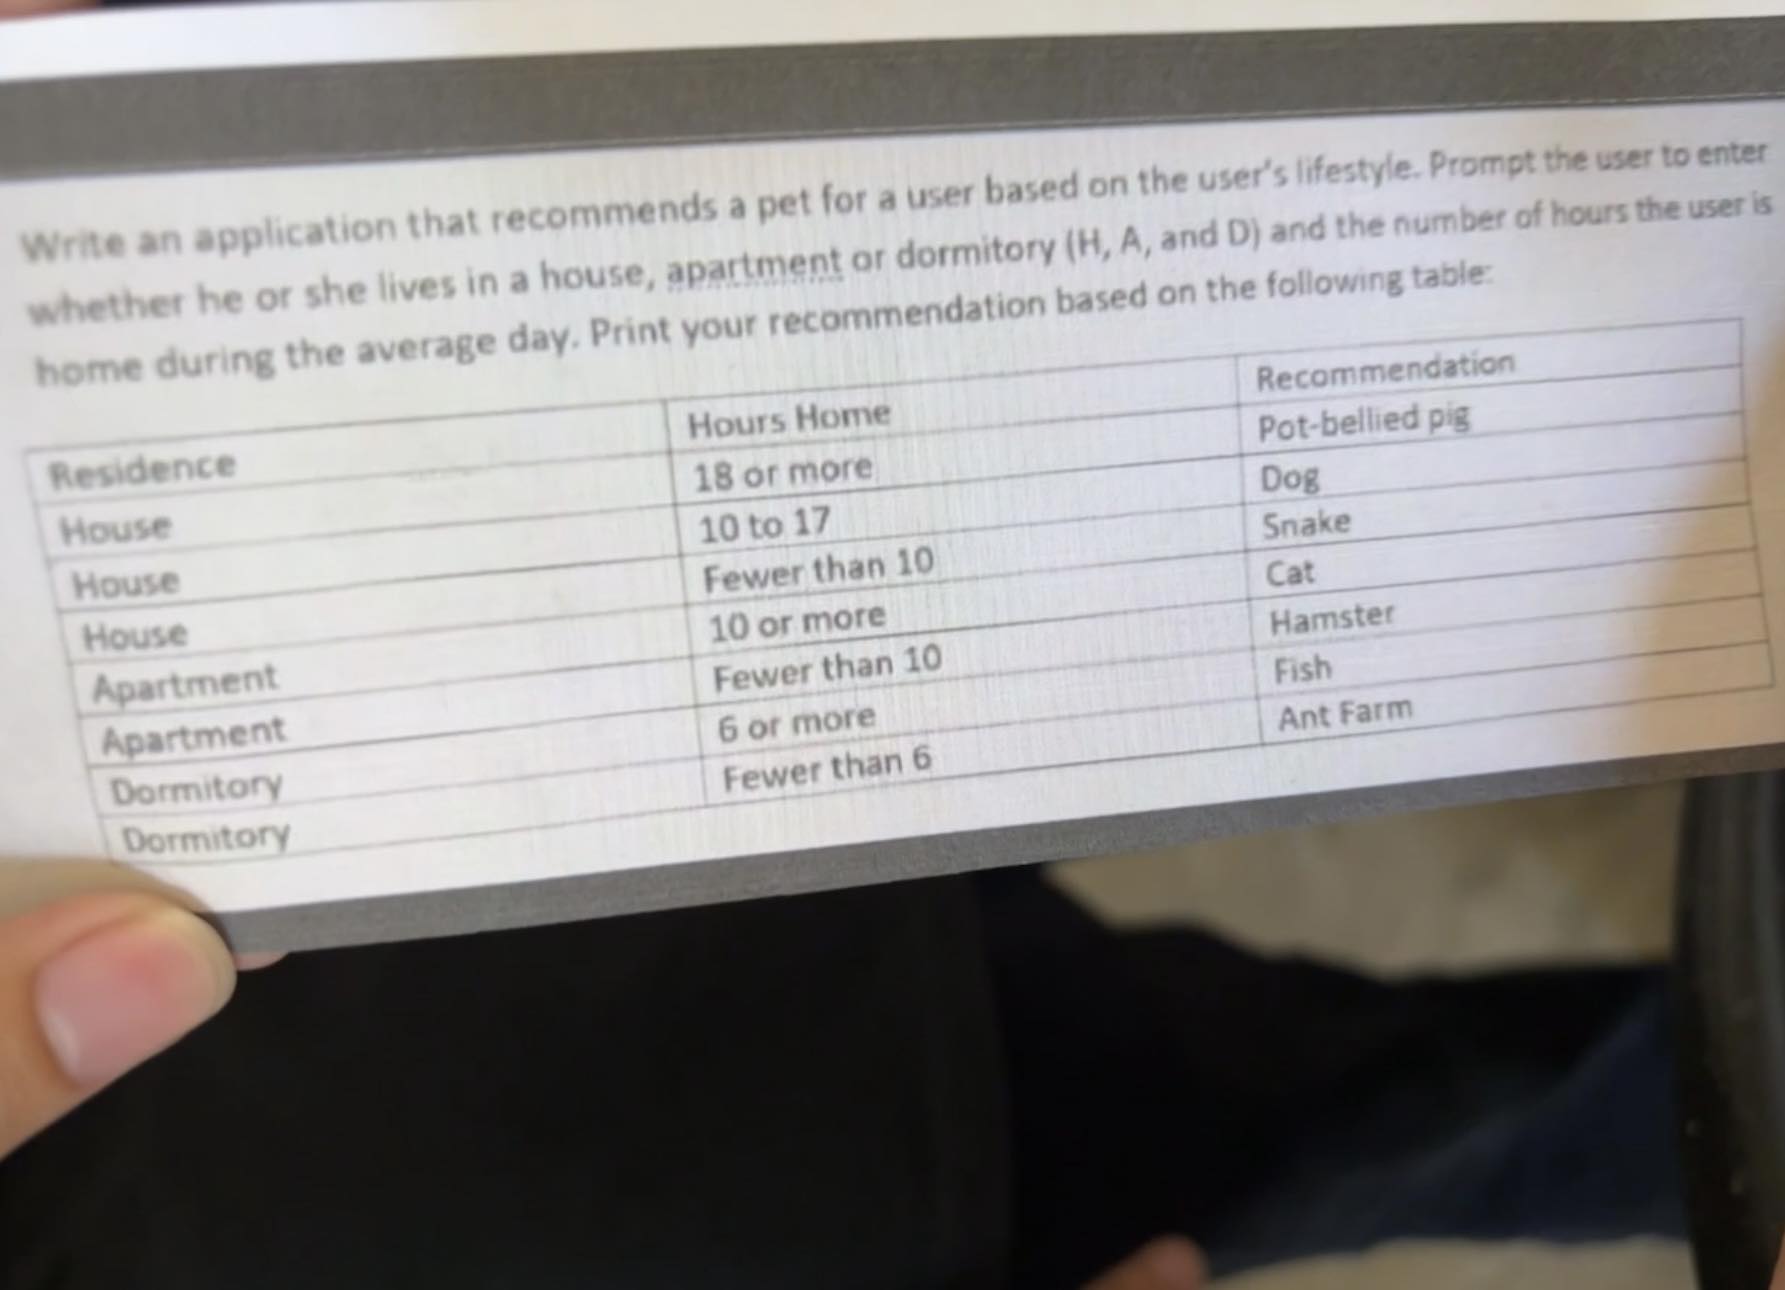 Write an application that recommends a pet for a user based on the user's lifestyle. Prompt the user to enter
whether he or she lives in a house, apartment or dormitory (H, A, and D) and the number of hours the user is
home during the average day. Print your recommendation based on the following table:
Residence Hours Home Recommendation
House 18 or more Pot-bellied pig
House 10 to 17 Dog
House Fewer than 10 Snake
Apartment 10 or more Cat
Apartment Fewer than 10 Hamster
Dormitory 6 or more Fish
Dormitory Fewer than 6 Ant Farm